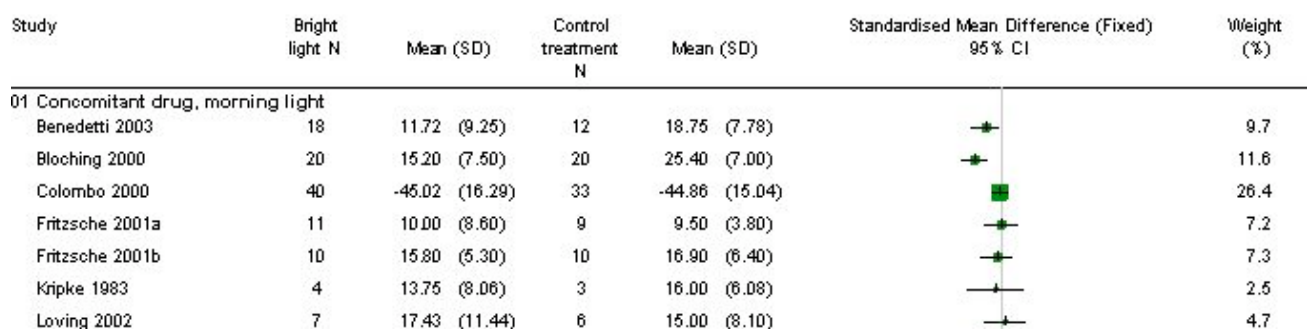 Study Bright light N Mean (SD) Control treatment N Mean (SD) Standardised Mean Difference (Fixed) 95% CI Weight (%)
01 Concomitant drug, morning light
Benedetti 2003 18 11.72 (9.25) 12 18.75 (7.78) 9.7
Bloching 2000 20 15.20 (7.50) 20 25.40 (7.00) 11.6
Colombo 2000 40 -45.02 (16.29) 33 -44.86 (15.04) 26.4
Fritzsche 2001a 11 10.00 (8.60) 9 9.50 (3.80) 7.2
Fritzsche 2001b 10 15.80 (5.30) 10 16.90 (6.40) 7.3
Kripke 1983 4 13.75 (8.06) 3 16.00 (6.08) 2.5
Loving 2002 7 17.43 (11.44) 6 15.00 (8.10) 4.7